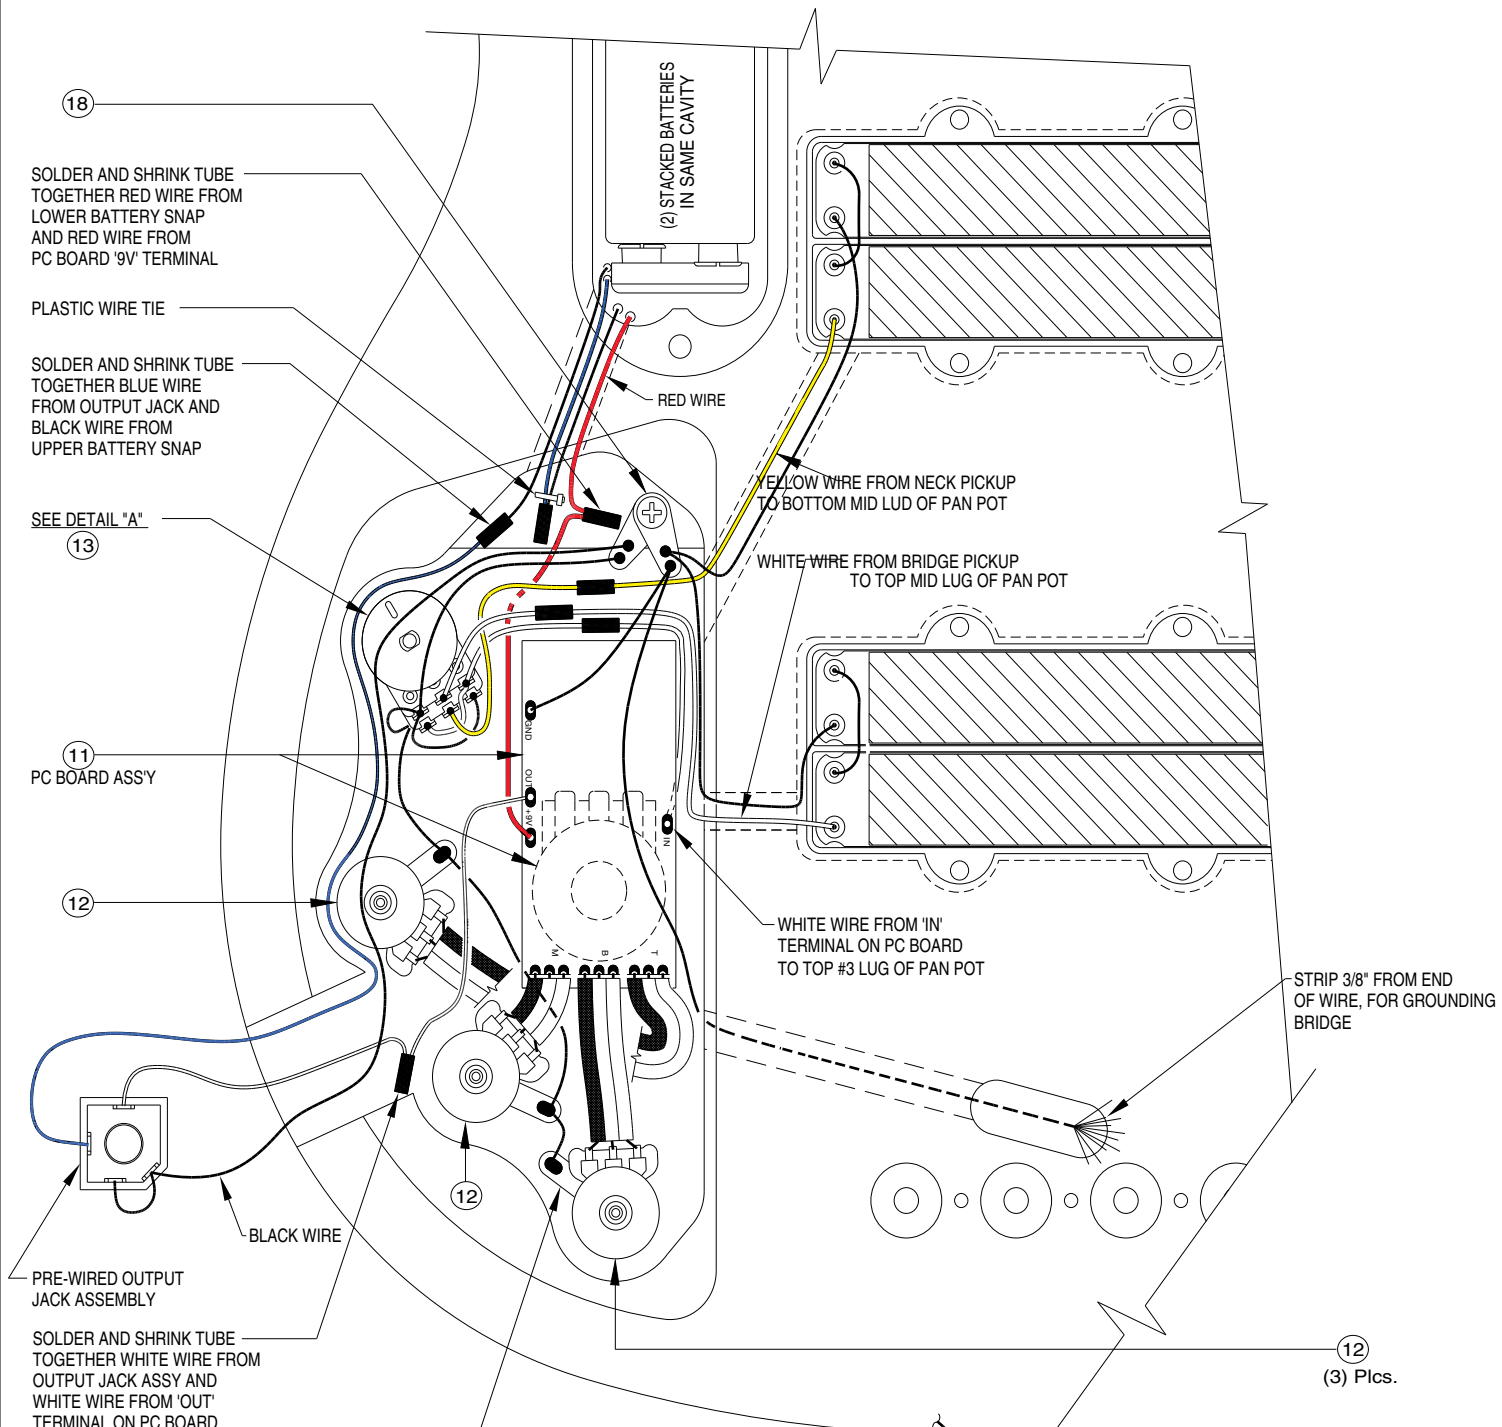 (2) STACKED BATTERIES
IN SAME CAVITY
18
SOLDER AND SHRINK TUBE
TOGETHER RED WIRE FROM
LOWER BATTERY SNAP
AND RED WIRE FROM
PC BOARD '9V' TERMINAL
PLASTIC WIRE TIE
SOLDER AND SHRINK TUBE
TOGETHER BLUE WIRE
FROM OUTPUT JACK AND
BLACK WIRE FROM
UPPER BATTERY SNAP
RED WIRE
YELLOW WIRE FROM NECK PICKUP
TO BOTTOM MID LUD OF PAN POT
SEE DETAIL "A"
13
WHITE WIRE FROM BRIDGE PICKUP
TO TOP MID LUG OF PAN POT
GND
11
PC BOARD ASS'Y
OUT
+9V
IN
12
WHITE WIRE FROM 'IN'
TERMINAL ON PC BOARD
TO TOP #3 LUG OF PAN POT
M
B
T
STRIP 3/8" FROM END
OF WIRE, FOR GROUNDING
BRIDGE
12
BLACK WIRE
PRE-WIRED OUTPUT
JACK ASSEMBLY
SOLDER AND SHRINK TUBE
TOGETHER WHITE WIRE FROM
OUTPUT JACK ASSY AND
WHITE WIRE FROM 'OUT'
TERMINAL ON PC BOARD
12
(3) Plcs.